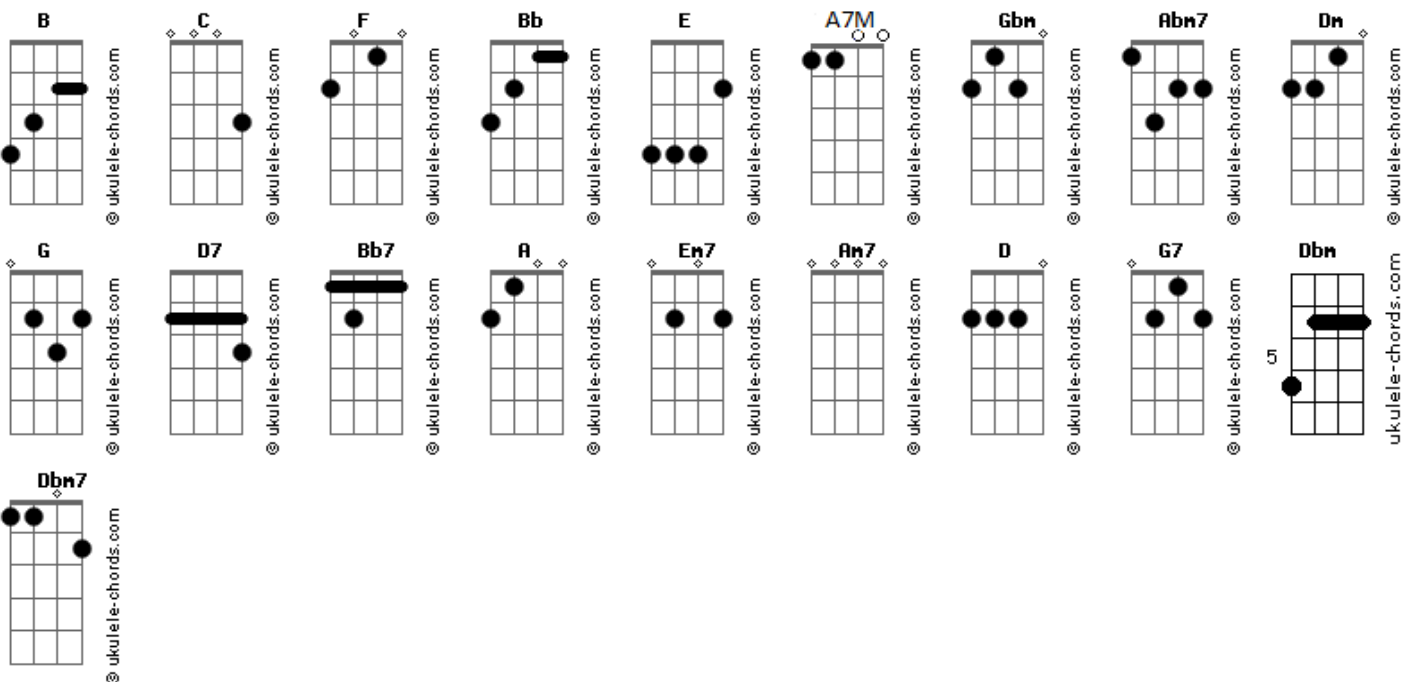 B C F Bb E A7M Gbm Abm7 Dm
© ukulele-chords.com © ukulele-chords.com © ukulele-chords.com © ukulele-chords.com © ukulele-chords.com © ukulele-chords.com © ukulele-chords.com © ukulele-chords.com © ukulele-chords.com
G D7 Bb7 A Em7 Am7 D G7 Dbm
© ukulele-chords.com © ukulele-chords.com © ukulele-chords.com © ukulele-chords.com © ukulele-chords.com © ukulele-chords.com © ukulele-chords.com © ukulele-chords.com 5 ukulele-chords.com
Dbm7
© ukulele-chords.com